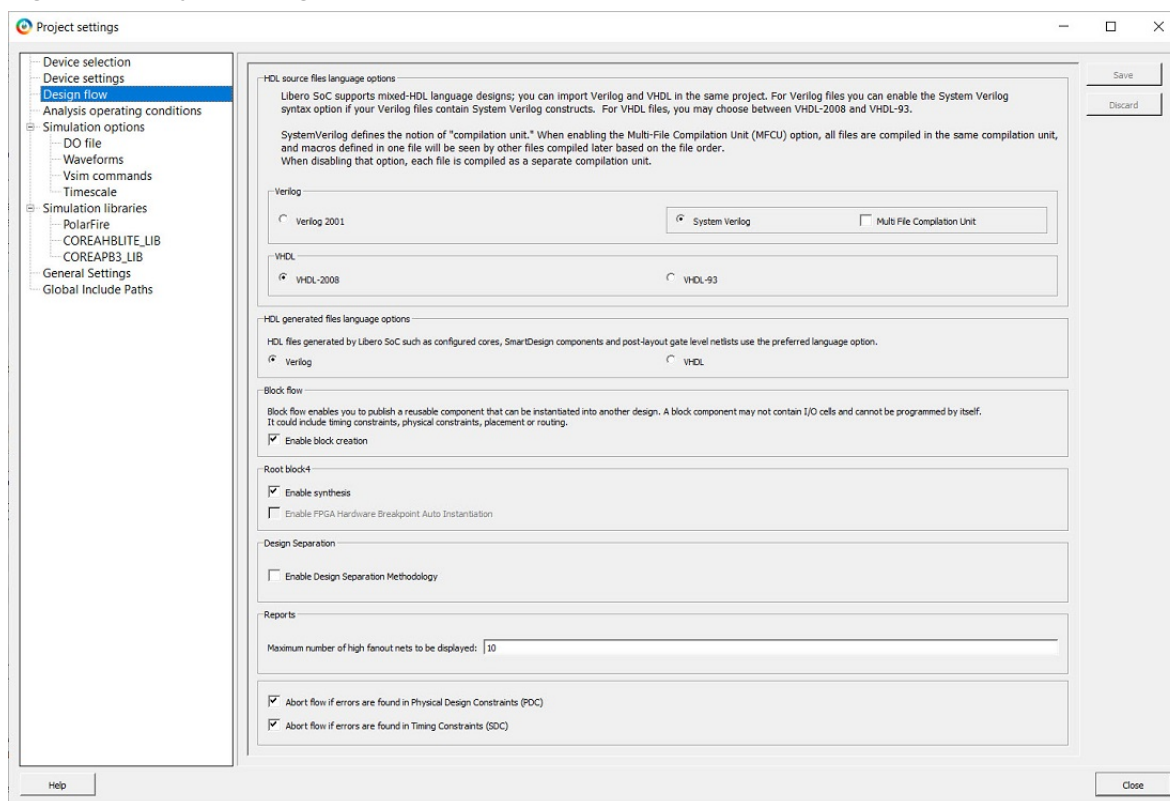 Project settings
Device selection
Device settings
Design flow
Analysis operating conditions
Simulation options
DO file
Waveforms
Vsim commands
Timescale
Simulation libraries
PolarFire
COREAHBLITE_LIB
COREAPB3_LIB
General Settings
Global Include Paths
HDL source files language options
Libero SoC supports mixed-HDL language designs; you can import Verilog and VHDL in the same project. For Verilog files you can enable the System Verilog
syntax option if your Verilog files contain System Verilog constructs. For VHDL files, you may choose between VHDL-2008 and VHDL-93.
SystemVerilog defines the notion of "compilation unit." When enabling the Multi-File Compilation Unit (MFCU) option, all files are compiled in the same compilation unit,
and macros defined in one file will be seen by other files compiled later based on the file order.
When disabling that option, each file is compiled as a separate compilation unit.
Verilog
Verilog 2001
System Verilog
Multi File Compilation Unit
VHDL
VHDL-2008
VHDL-93
HDL generated files language options
HDL files generated by Libero SoC such as configured cores, SmartDesign components and post-layout gate level netlists use the preferred language option.
Verilog
VHDL
Block flow
Block flow enables you to publish a reusable component that can be instantiated into another design. A block component may not contain I/O cells and cannot be programmed by itself.
It could include timing constraints, physical constraints, placement or routing.
Enable block creation
Root block4
Enable synthesis
Enable FPGA Hardware Breakpoint Auto Instantiation
Design Separation
Enable Design Separation Methodology
Reports
Maximum number of high fanout nets to be displayed: 10
Abort flow if errors are found in Physical Design Constraints (PDC)
Abort flow if errors are found in Timing Constraints (SDC)
Save
Discard
Help
Close